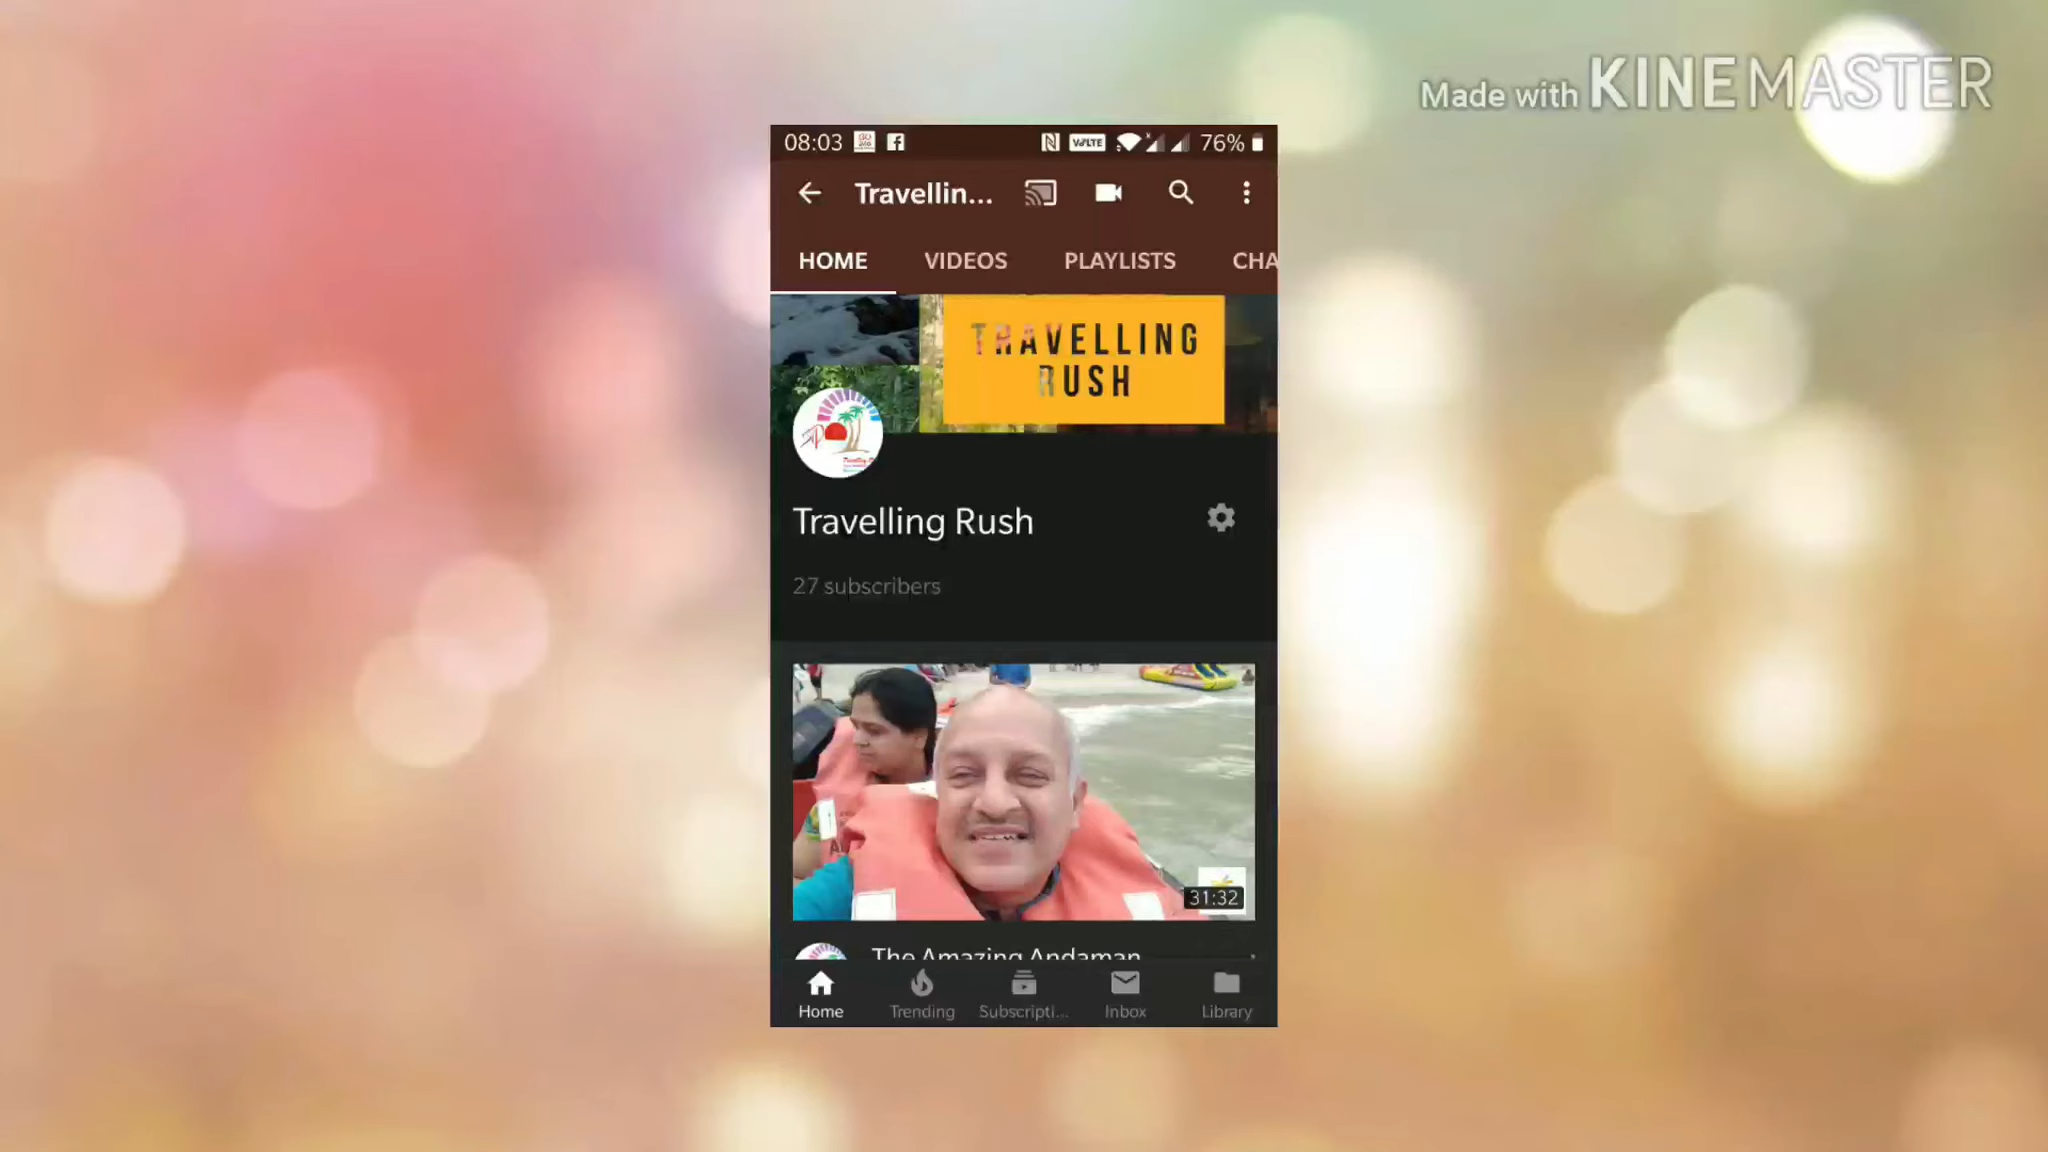 Made with KINEMASTER
08:03 VoLTE 76%
Travellin...
HOME VIDEOS PLAYLISTS CHA
TRAVELLING
RUSH
Travelling Rush
27 subscribers
31:32
The Amazing Andaman
Home Trending Subscripti... Inbox Library